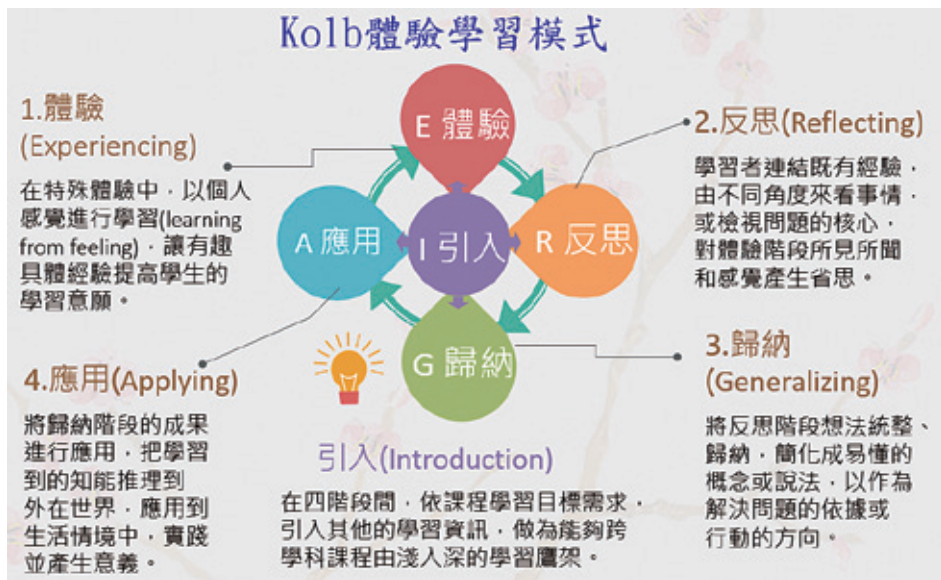 Kolb體驗學習模式
1.體驗
(Experiencing)
在特殊體驗中，以個人
感覺進行學習(learning
from feeling)，讓有趣
具體經驗提高學生的
學習意願。
E 體驗
A 應用
I 引入
R 反思
G 歸納
2.反思(Reflecting)
學習者連結既有經驗，
由不同角度來看事情，
或檢視問題的核心，
對體驗階段所見所聞
和感覺產生省思。
3.歸納
(Generalizing)
將反思階段想法統整、
歸納，簡化成易懂的
概念或說法，以作為
解決問題的依據或
行動的方向。
4.應用(Applying)
將歸納階段的成果
進行應用，把學習
到的知能推理到
外在世界，應用到
生活情境中，實踐
並產生意義。
引入(Introduction)
在四階段間，依課程學習目標需求，
引入其他的學習資訊，做為能夠跨
學科課程由淺入深的學習鷹架。